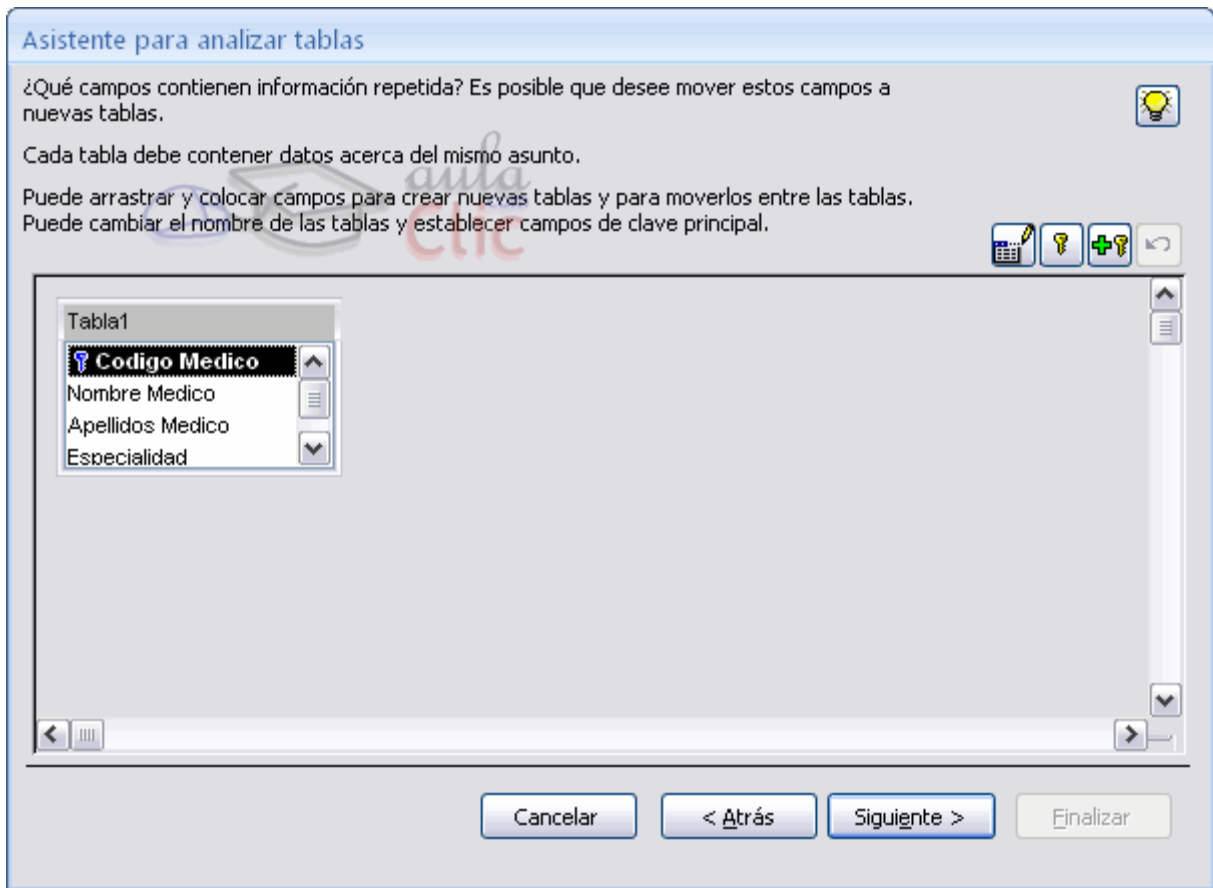 Asistente para analizar tablas
¿Qué campos contienen información repetida? Es posible que desee mover estos campos a
nuevas tablas.
Cada tabla debe contener datos acerca del mismo asunto.
aula
Clic
Puede arrastrar y colocar campos para crear nuevas tablas y para moverlos entre las tablas.
Puede cambiar el nombre de las tablas y establecer campos de clave principal.
Tabla1
Codigo Medico
Nombre Medico
Apellidos Medico
Especialidad
Cancelar
< Atrás
Siguiente >
Finalizar